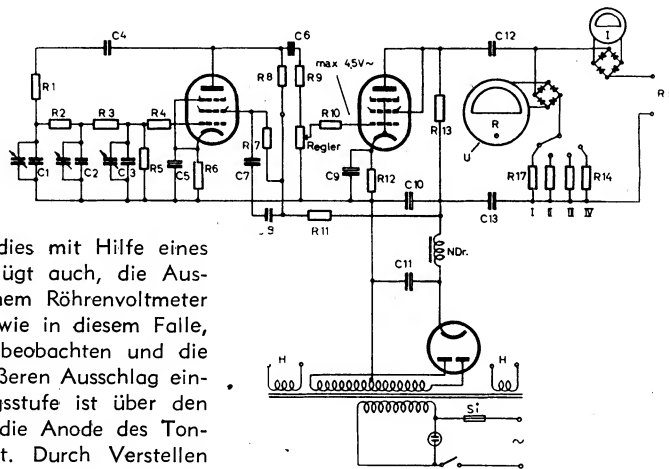 C4
C6
C12
I
max 4,5V~
R1
R8
R9
R2
R3
R4
R10
R13
R
R
U
Regler
R7
C1
C2
C3
R5
C5
R6
C7
C9
R12
C10
C13
R17
R14
I
II
III
IV
9
R11
NDr.
C11
H
H
Si
~
dies mit Hilfe eines
ügt auch, die Aus-
nem Röhrenvoltmeter
wie in diesem Falle,
beobachten und die
ßeren Ausschlag ein-
gsstufe ist über den
die Anode des Ton-
t. Durch Verstellen